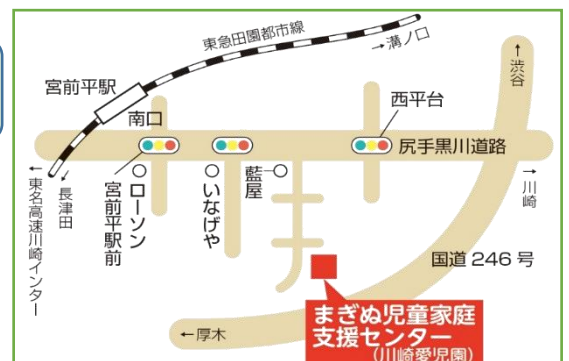 東急田園都市線
→溝ノ口
宮前平駅
南口
西平台
→渋谷
尻手黒川道路
→川崎
←東名高速川崎インター
←長津田
宮前平駅前
ローソン
いなげや
藍屋
国道246号
←厚木
まぎぬ児童家庭
支援センター
(川崎愛児園)